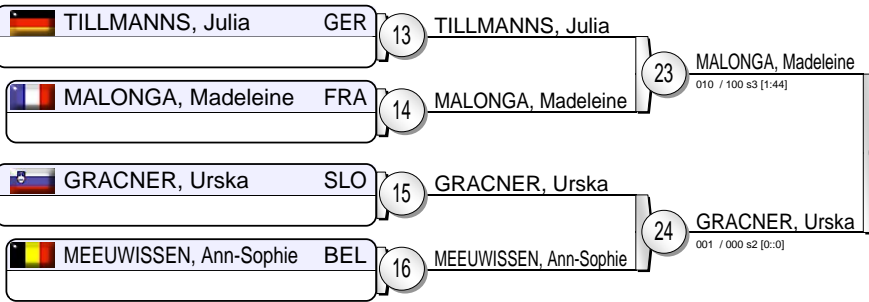 TILLMANNS, Julia GER
13
TILLMANNS, Julia
23
MALONGA, Madeleine
010 / 100 s3 [1:44]
MALONGA, Madeleine FRA
14
MALONGA, Madeleine
GRACNER, Urska SLO
15
GRACNER, Urska
24
GRACNER, Urska
001 / 000 s2 [0::0]
MEEUWISSEN, Ann-Sophie BEL
16
MEEUWISSEN, Ann-Sophie